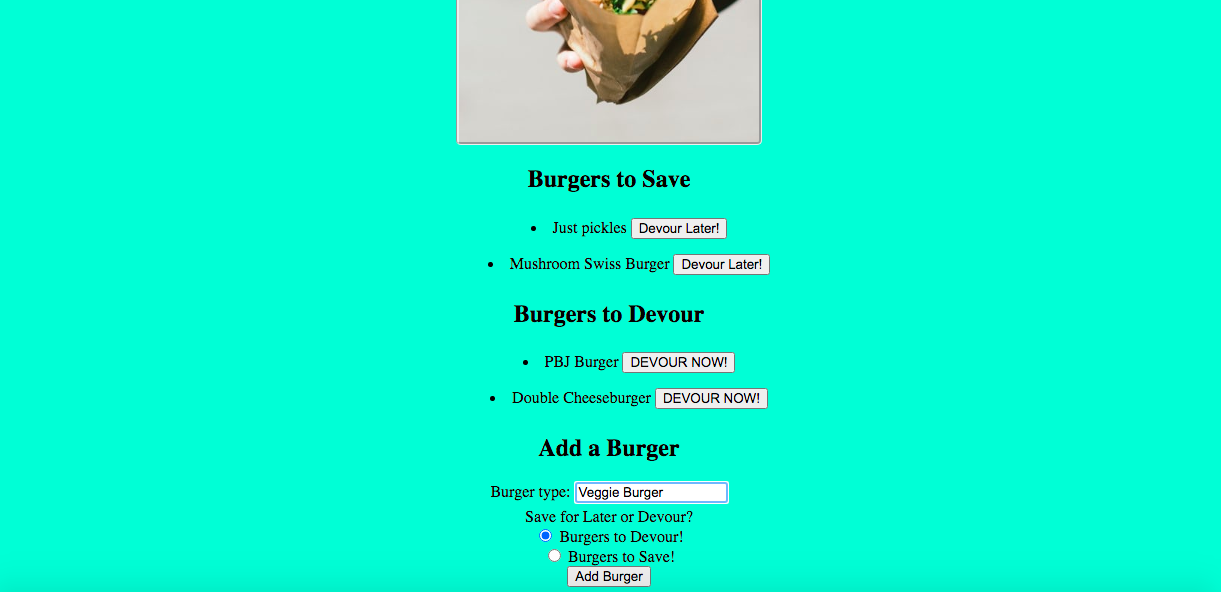 Burgers to Save
Just pickles Devour Later!
Mushroom Swiss Burger Devour Later!
Burgers to Devour
PBJ Burger DEVOUR NOW!
Double Cheeseburger DEVOUR NOW!
Add a Burger
Burger type: Veggie Burger
Save for Later or Devour?
Burgers to Devour!
Burgers to Save!
Add Burger